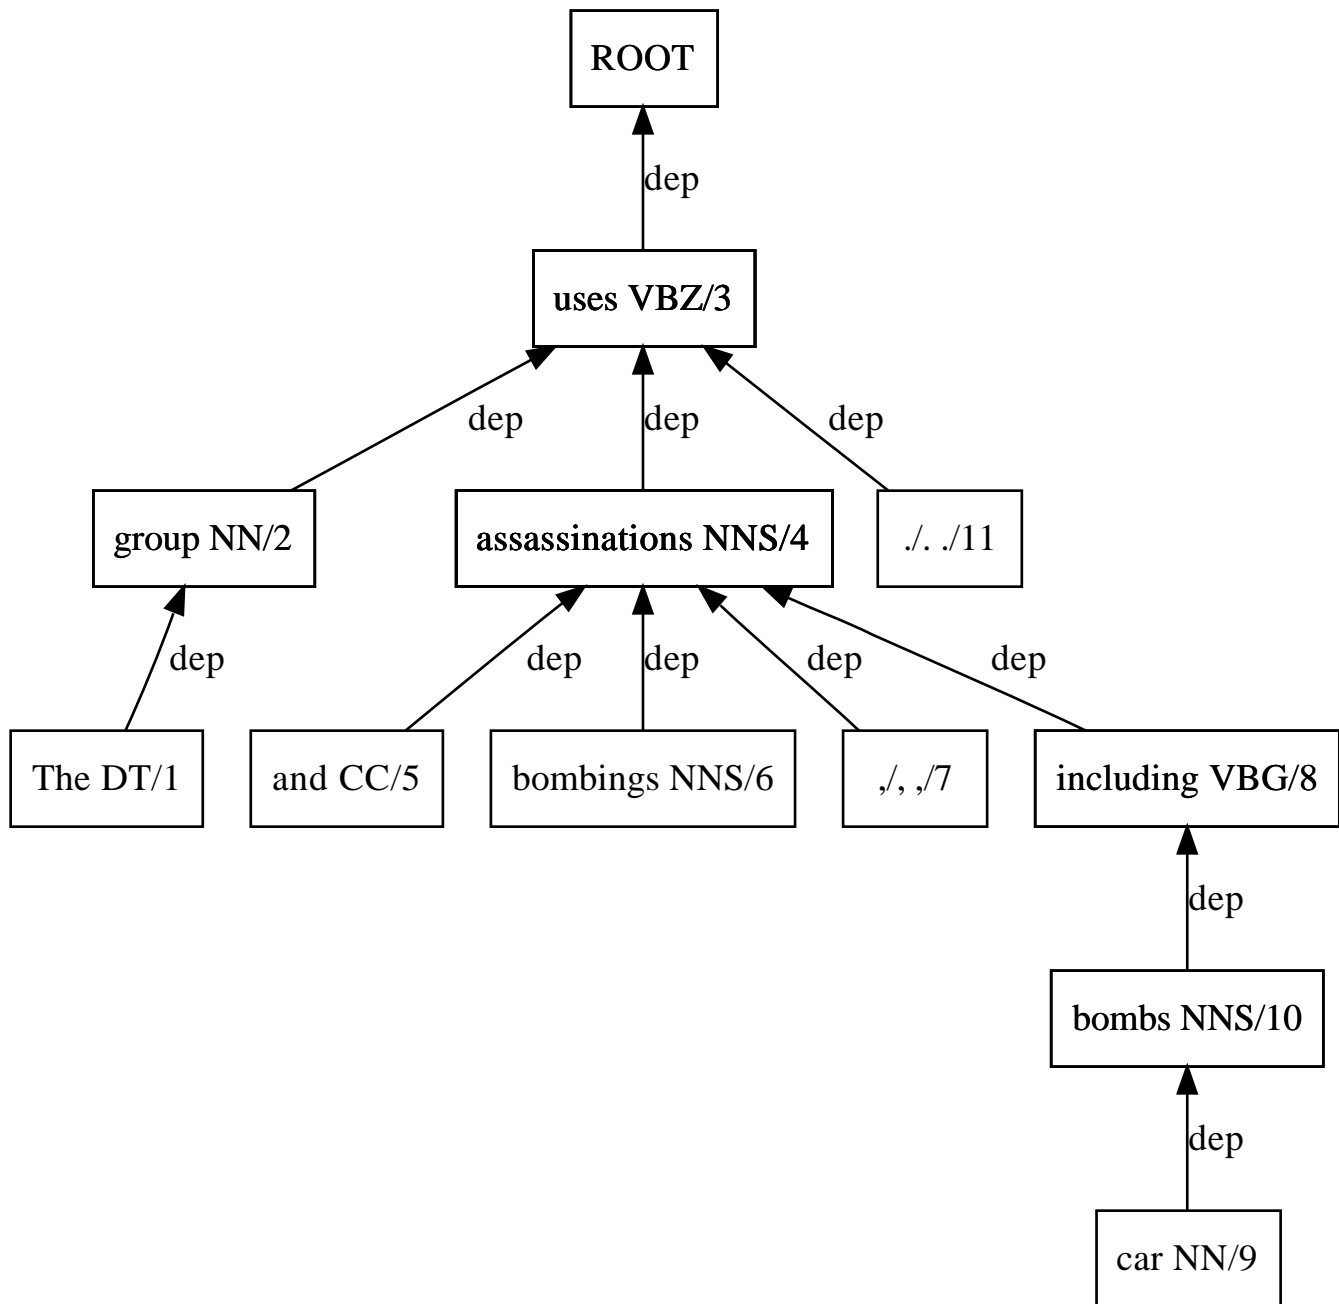 ROOT
dep
uses VBZ/3
dep dep dep
group NN/2 assassinations NNS/4 ./. ./11
dep dep dep dep dep
The DT/1 and CC/5 bombings NNS/6 ,/, ,/7 including VBG/8
dep
bombs NNS/10
dep
car NN/9